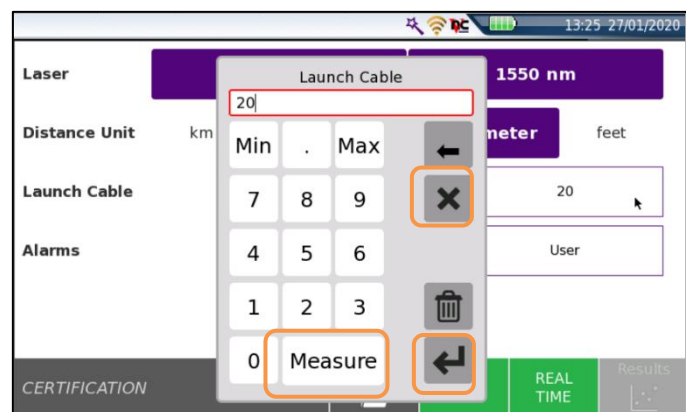 13:25 27/01/2020
Laser
1550 nm
Launch Cable
20
Distance Unit
km
meter
feet
Min . Max
Launch Cable
20
7 8 9
Alarms
User
4 5 6
1 2 3
0 Measure
CERTIFICATION
REAL
TIME
Results